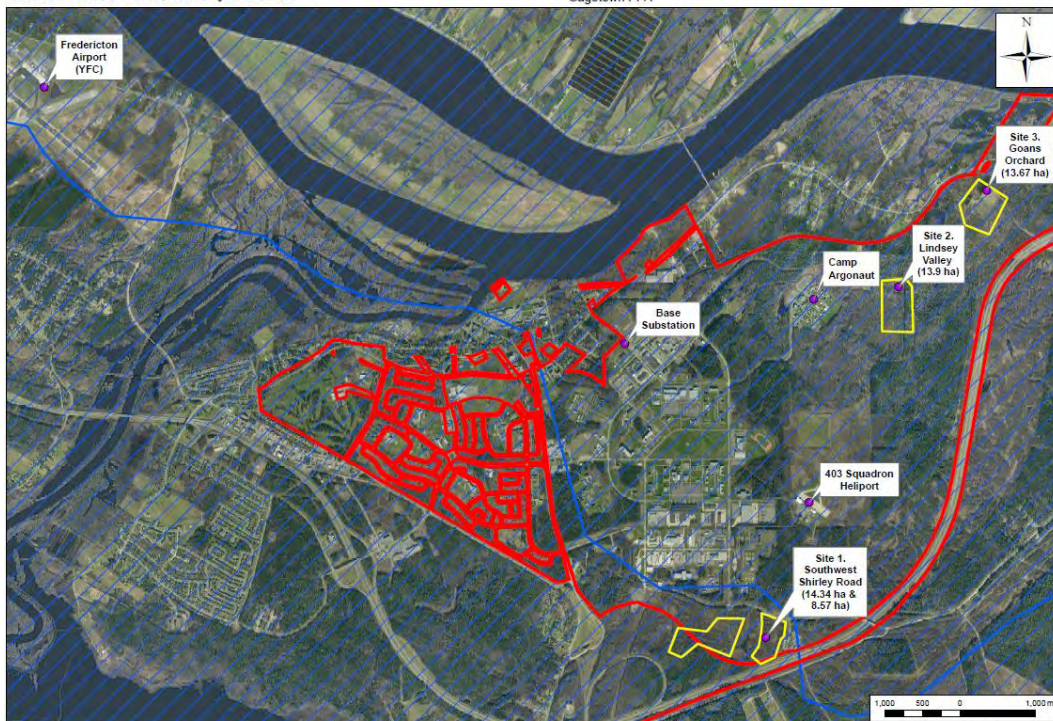 Fredericton
Airport
(YFC)
N
Site 3.
Goans
Orchard
(13.67 ha)
Site 2.
Lindsey
Valley
(13.9 ha)
Camp
Argonaut
Base
Substation
403 Squadron
Heliport
Site 1.
Southwest
Shirley Road
(14.34 ha &
8.57 ha)
1,000 500 0 1,000 m